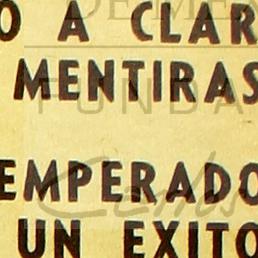 O A CLAR
MENTIRAS
EMPERADO
UN EXITO